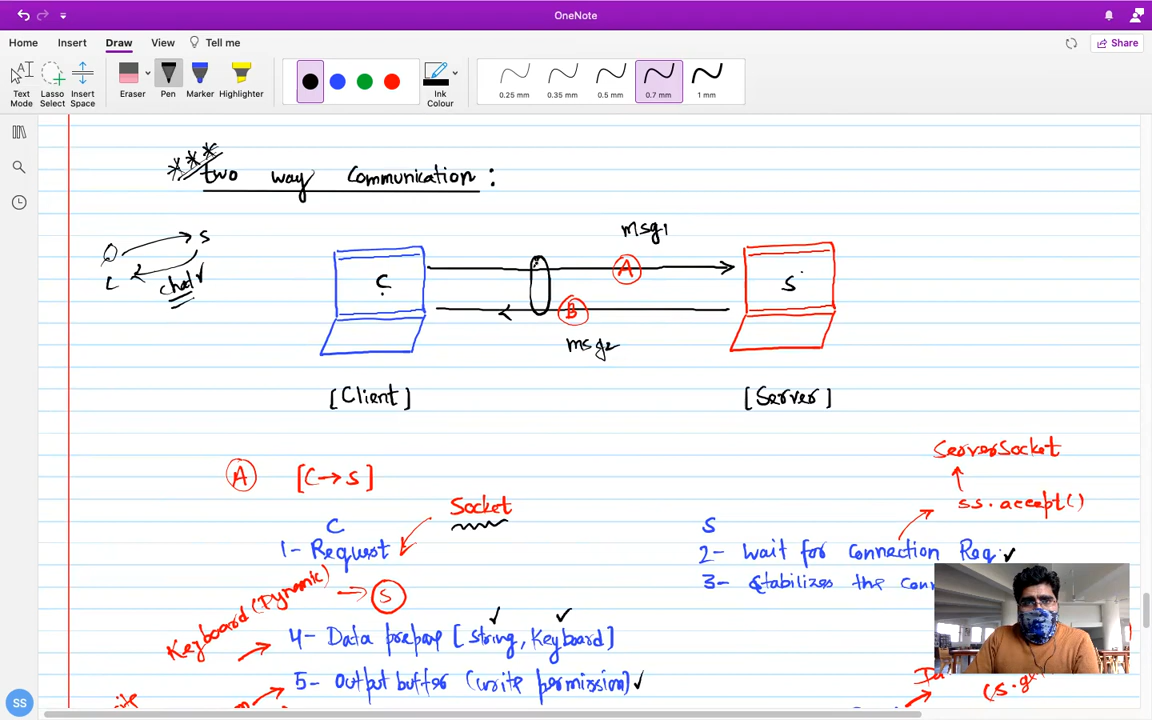 OneNote
Home Insert Draw View Tell me
Share
Text Mode
Lasso Select
Insert Space
Eraser
Pen
Marker
Highlighter
Ink Colour
0.25 mm
0.35 mm
0.5 mm
0.7 mm
1 mm
*** two way Communication :
S
C
chat
msg1
A
C
S
B
msg2
[Client]
[Server]
ServerSocket
A [C→S]
Socket
ss.accept()
C
S
1- Request
2- Wait for Connection Req.
Keyboard (Dynamic)
S
3- Stabilizes the Conn
4- Data prepare [string, Keyboard]
5- Output buffer (write permission)
(s.g
SS